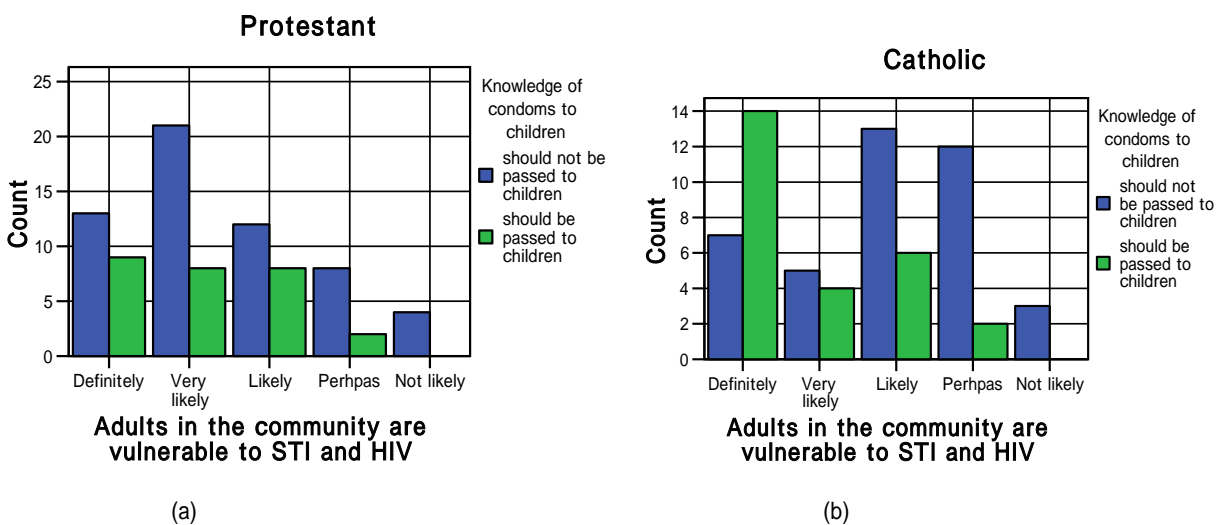 Protestant
25
20
15
10
5
0
Count
Definitely
Very
likely
Likely
Perhpas
Not likely
Adults in the community are
vulnerable to STI and HIV
Knowledge of
condoms to
children
should not be
passed to
children
should be
passed to
children
(a)
Catholic
14
12
10
8
6
4
2
0
Count
Definitely
Very
likely
Likely
Perhpas
Not likely
Adults in the community are
vulnerable to STI and HIV
Knowledge of
condoms to
children
should not
be passed to
children
should be
passed to
children
(b)